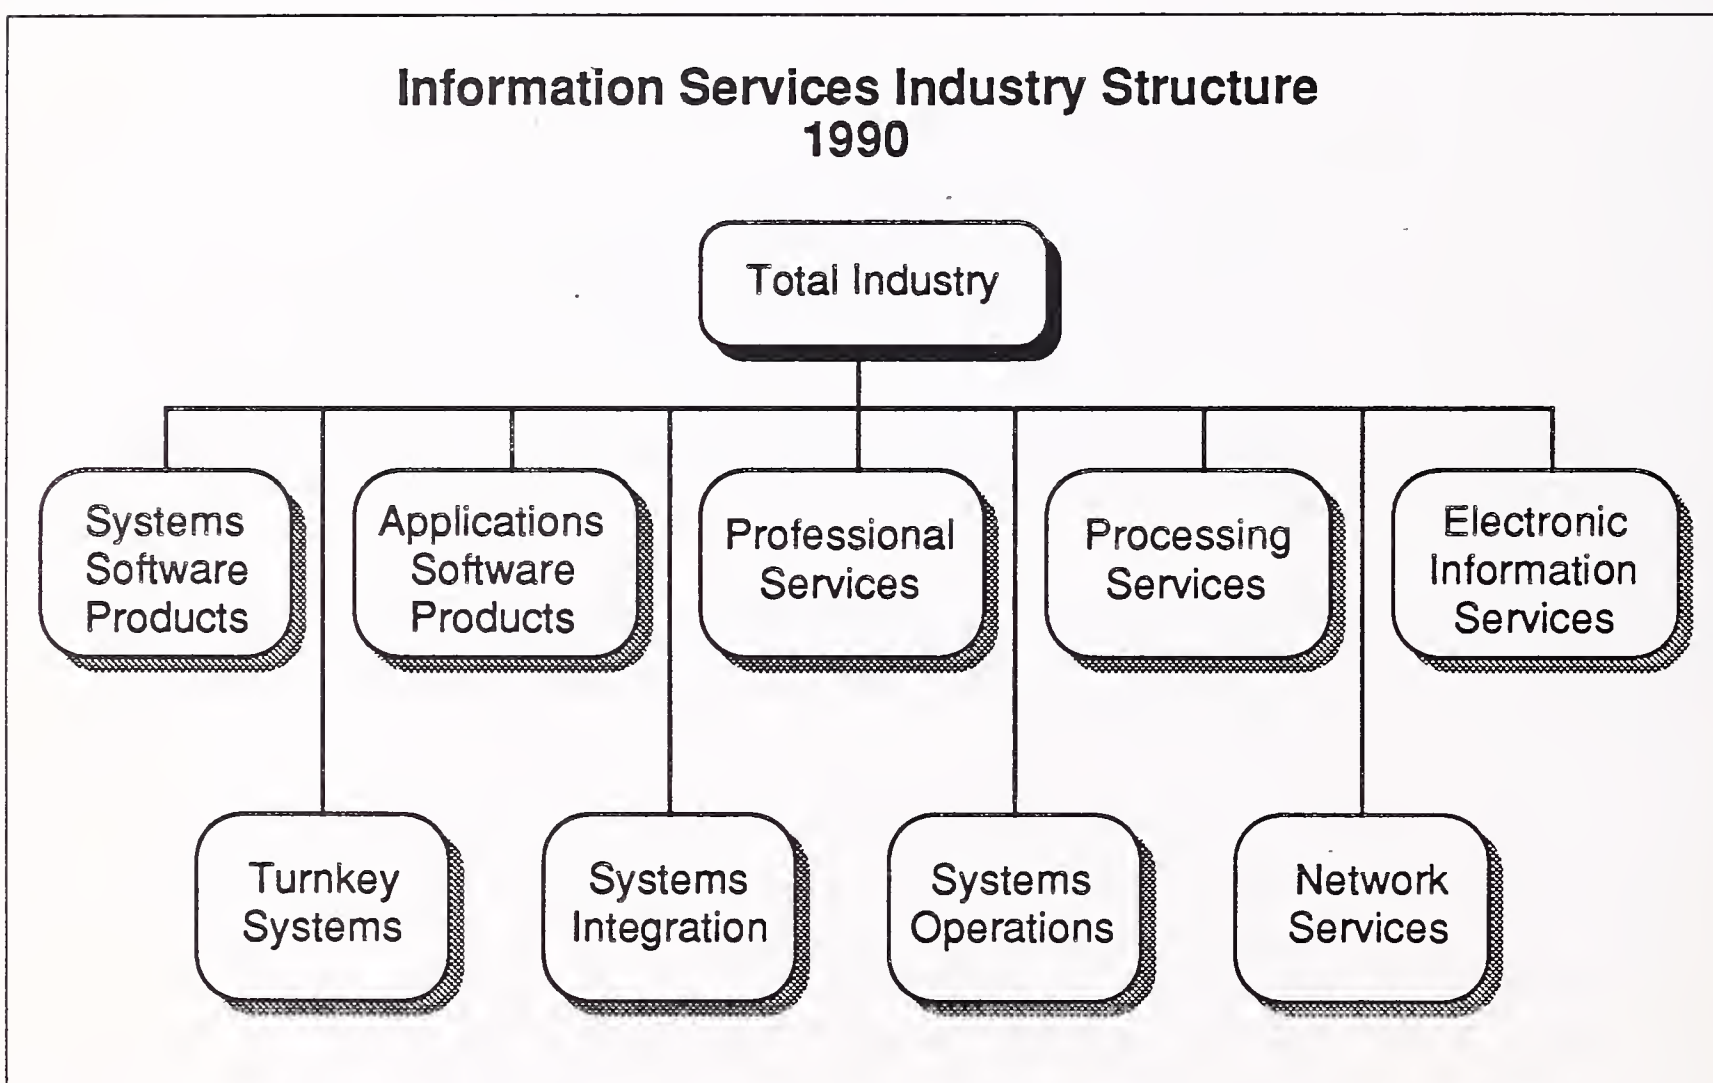 Information Services Industry Structure
1990
Total Industry
Systems
Software
Products
Applications
Software
Products
Professional
Services
Processing
Services
Electronic
Information
Services
Turnkey
Systems
Systems
Integration
Systems
Operations
Network
Services